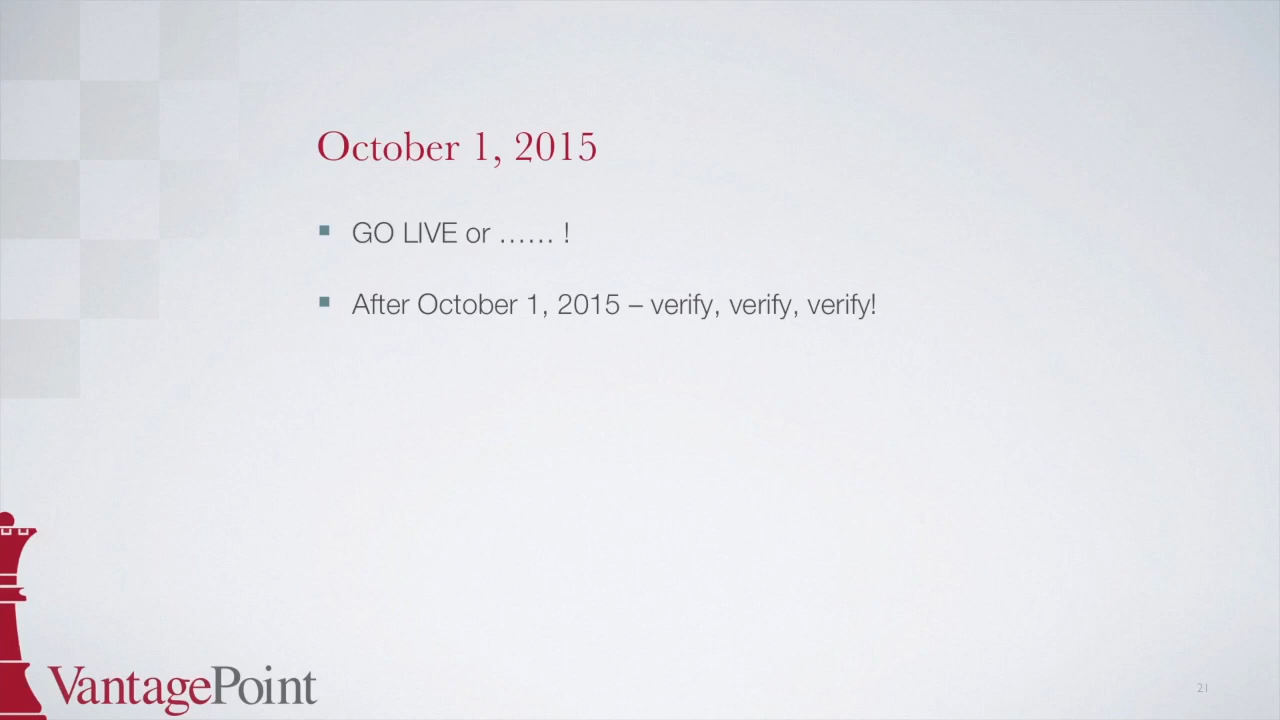 October 1, 2015
GO LIVE or …… !
After October 1, 2015 – verify, verify, verify!
VantagePoint
21